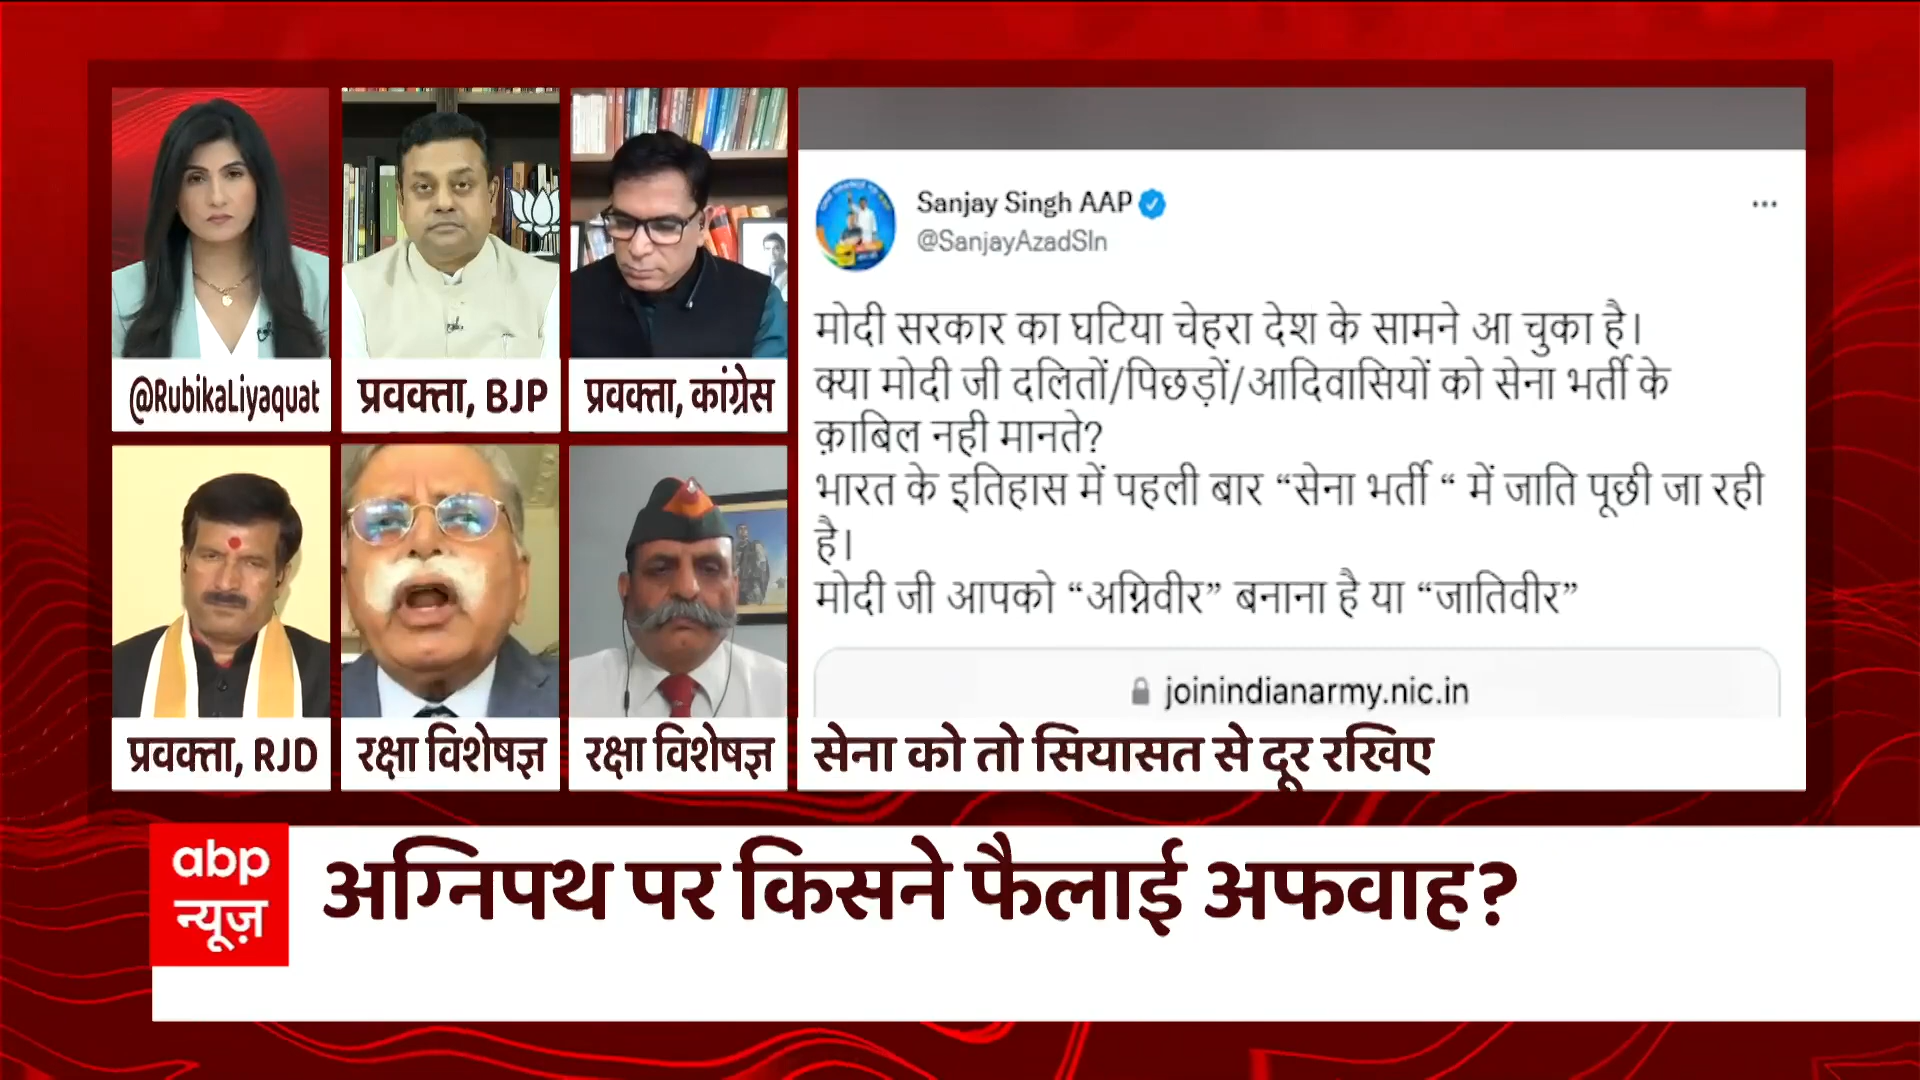 @RubikaLiyaquat
प्रवक्ता, BJP
प्रवक्ता, कांग्रेस
प्रवक्ता, RJD
रक्षा विशेषज्ञ
रक्षा विशेषज्ञ
Sanjay Singh AAP
@SanjayAzadSln
मोदी सरकार का घटिया चेहरा देश के सामने आ चुका है।
क्या मोदी जी दलितों/पिछड़ों/आदिवासियों को सेना भर्ती के
क़ाबिल नही मानते?
भारत के इतिहास में पहली बार “सेना भर्ती “ में जाति पूछी जा रही
है।
मोदी जी आपको “अग्निवीर” बनाना है या “जातिवीर”
joinindianarmy.nic.in
सेना को तो सियासत से दूर रखिए
abp
न्यूज़
अग्निपथ पर किसने फैलाई अफवाह?